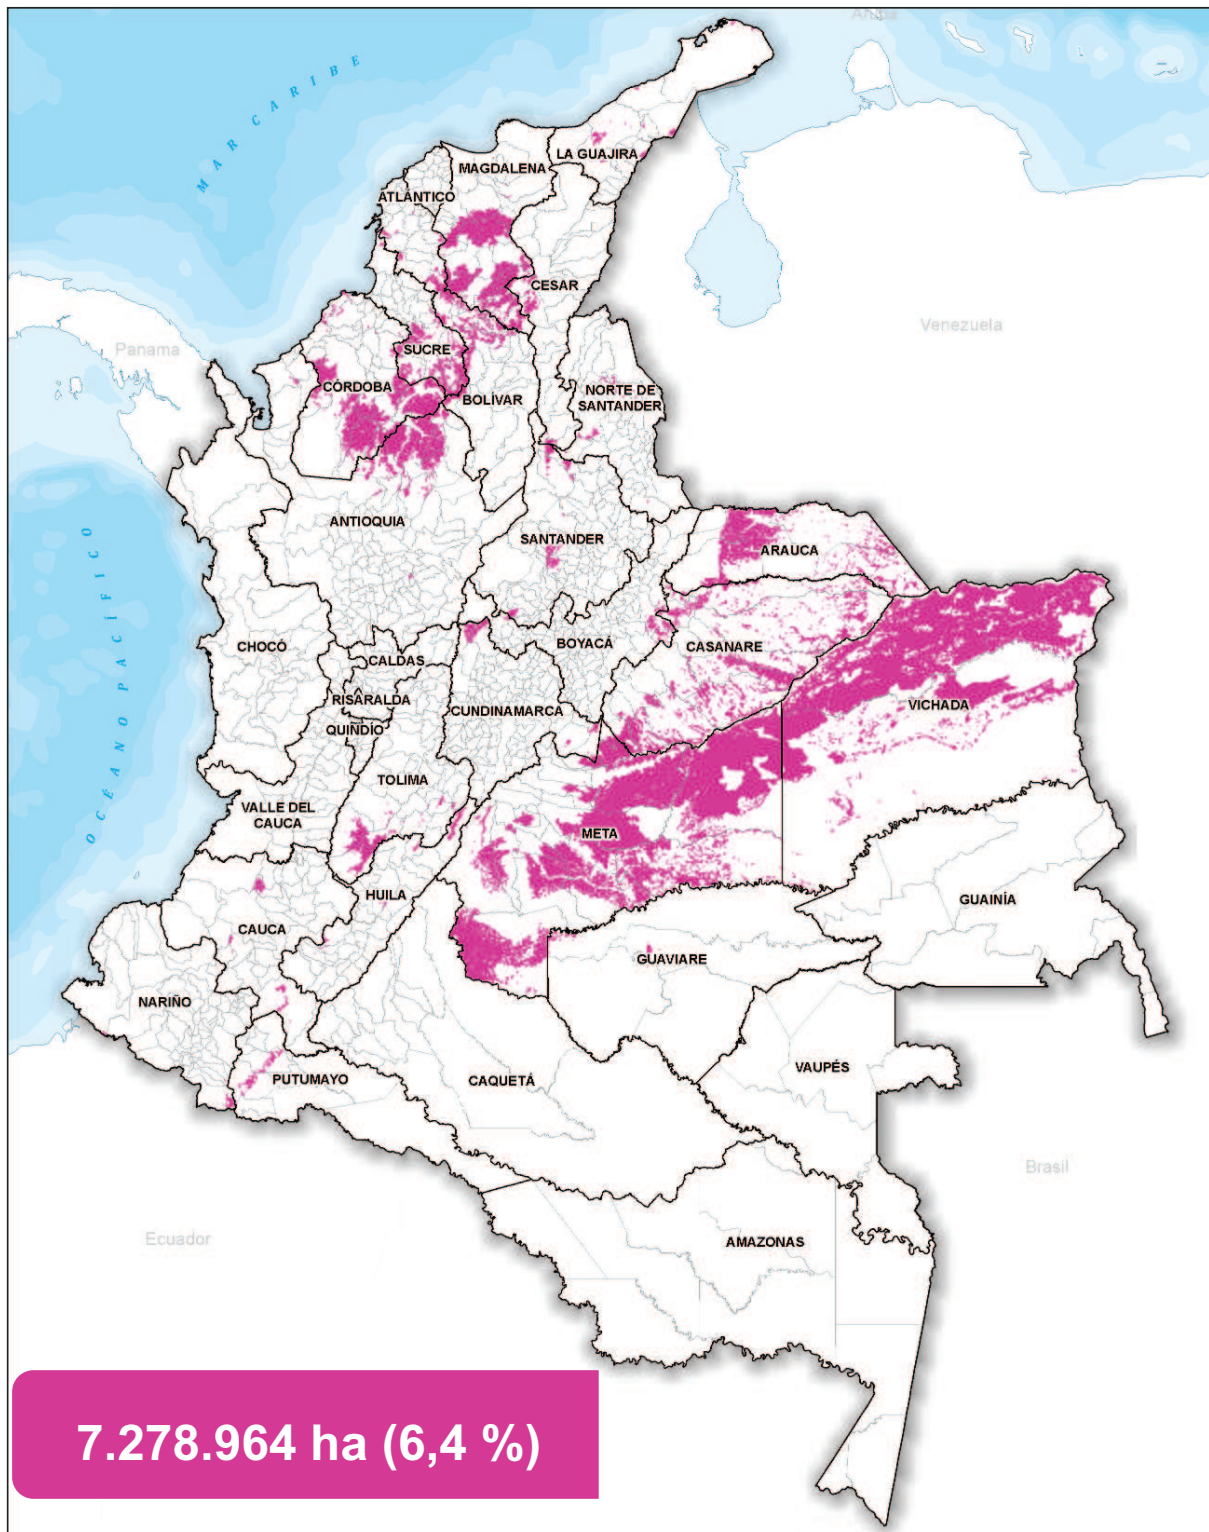 Aruba
MAR CARIBE
LA GUAJIRA
MAGDALENA
ATLÁNTICO
CESAR
Venezuela
Panama
SUCRE
CÓRDOBA
NORTE DE
SANTANDER
BOLÍVAR
ANTIOQUIA
SANTANDER
ARAUCA
OCÉANO PACÍFICO
CHOCÓ
BOYACÁ
CASANARE
CALDAS
RISARALDA
VICHADA
CUNDINAMARCA
QUINDIO
TOLIMA
VALLE DEL
CAUCA
META
HUILA
GUAINÍA
CAUCA
GUAVIARE
NARIÑO
VAUPÉS
PUTUMAYO
CAQUETÁ
Brasil
Ecuador
AMAZONAS
7.278.964 ha (6,4 %)